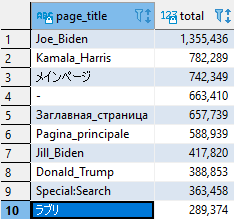 page_title 123 total
1 Joe_Biden 1,355,436
2 Kamala_Harris 782,289
3 メインページ 742,349
4 - 663,410
5 Заглавная_страница 657,739
6 Pagina_principale 588,939
7 Jill_Biden 417,820
8 Donald_Trump 388,853
9 Special:Search 363,458
10 ラブリ 289,374